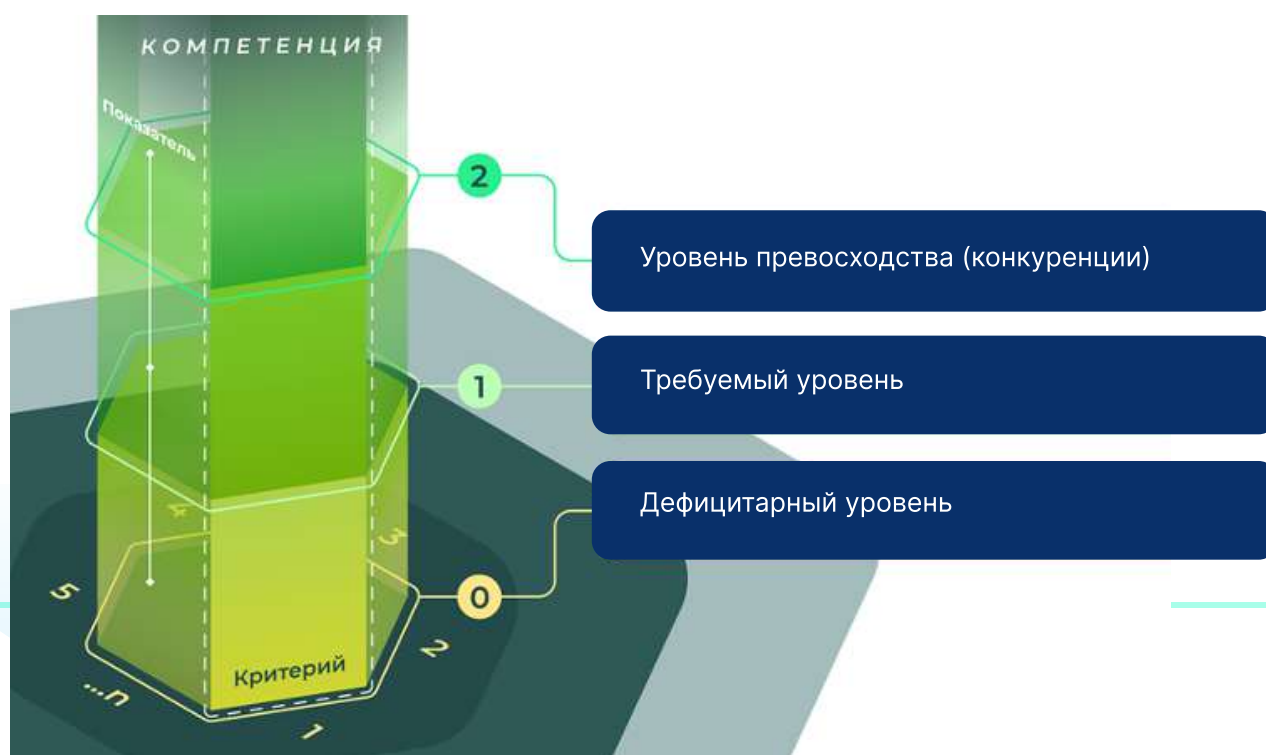 КОМПЕТЕНЦИЯ
Показатель
2
Уровень превосходства (конкуренции)
Требуемый уровень
1
Дефицитарный уровень
4
3
5
0
2
Критерий
...n
1